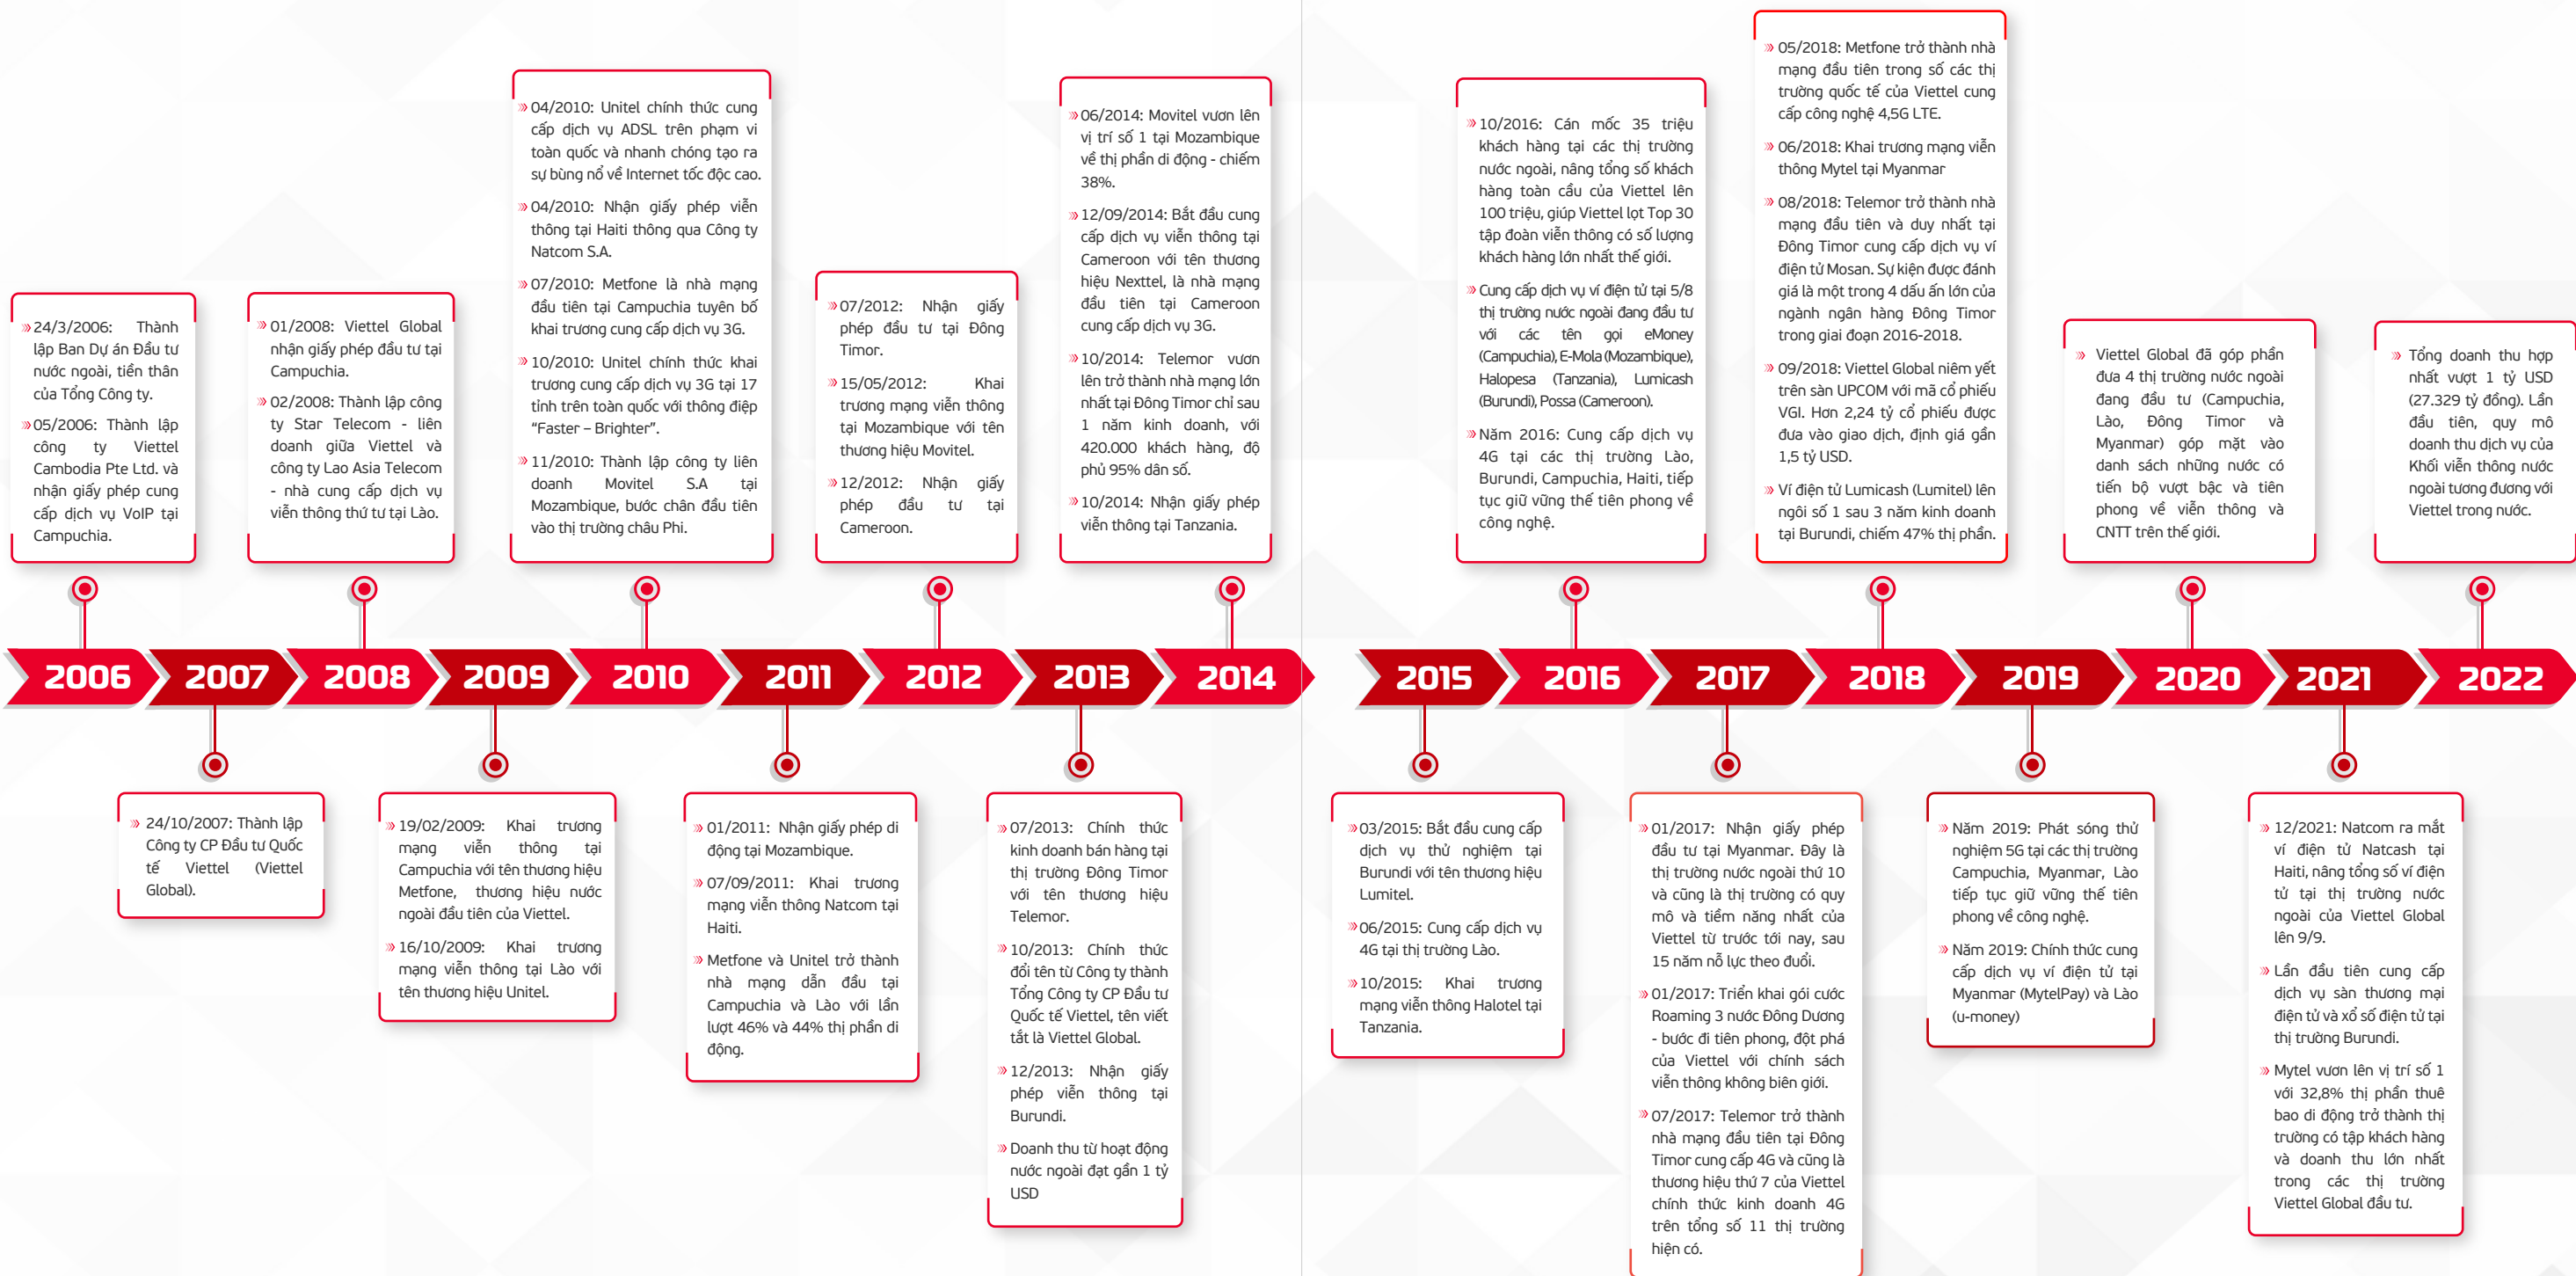 24/3/2006: Thành
lập Ban Dự án Đầu tư
nước ngoài, tiền thân
của Tổng Công ty.
05/2006: Thành lập
công ty Viettel
Cambodia Pte Ltd. và
nhận giấy phép cung
cấp dịch vụ VoIP tại
Campuchia.
01/2008: Viettel Global
nhận giấy phép đầu tư tại
Campuchia.
02/2008: Thành lập công
ty Star Telecom - liên
doanh giữa Viettel và
công ty Lao Asia Telecom
- nhà cung cấp dịch vụ
viễn thông thứ tư tại Lào.
04/2010: Unitel chính thức cung
cấp dịch vụ ADSL trên phạm vi
toàn quốc và nhanh chóng tạo ra
sự bùng nổ về Internet tốc độ cao.
04/2010: Nhận giấy phép viễn
thông tại Haiti thông qua Công ty
Natcom S.A.
07/2010: Metfone là nhà mạng
đầu tiên tại Campuchia tuyên bố
khai trương cung cấp dịch vụ 3G.
10/2010: Unitel chính thức khai
trương cung cấp dịch vụ 3G tại 17
tỉnh trên toàn quốc với thông điệp
“Faster – Brighter”.
11/2010: Thành lập công ty liên
doanh Movitel S.A tại
Mozambique, bước chân đầu tiên
vào thị trường châu Phi.
07/2012: Nhận giấy
phép đầu tư tại Đông
Timor.
15/05/2012: Khai
trương mạng viễn thông
tại Mozambique với tên
thương hiệu Movitel.
12/2012: Nhận giấy
phép đầu tư tại
Cameroon.
06/2014: Movitel vươn lên
vị trí số 1 tại Mozambique
về thị phần di động - chiếm
38%.
12/09/2014: Bắt đầu cung
cấp dịch vụ viễn thông tại
Cameroon với tên thương
hiệu Nexttel, là nhà mạng
đầu tiên tại Cameroon
cung cấp dịch vụ 3G.
10/2014: Telemor vươn
lên trở thành nhà mạng lớn
nhất tại Đông Timor chỉ sau
1 năm kinh doanh, với
420.000 khách hàng, độ
phủ 95% dân số.
10/2014: Nhận giấy phép
viễn thông tại Tanzania.
10/2016: Cán mốc 35 triệu
khách hàng tại các thị trường
nước ngoài, nâng tổng số khách
hàng toàn cầu của Viettel lên
100 triệu, giúp Viettel lọt Top 30
tập đoàn viễn thông có số lượng
khách hàng lớn nhất thế giới.
Cung cấp dịch vụ ví điện tử tại 5/8
thị trường nước ngoài đang đầu tư
với các tên gọi eMoney
(Campuchia), E-Mola (Mozambique),
Halopesa (Tanzania), Lumicash
(Burundi), Possa (Cameroon).
Năm 2016: Cung cấp dịch vụ
4G tại các thị trường Lào,
Burundi, Campuchia, Haiti, tiếp
tục giữ vững thế tiên phong về
công nghệ.
05/2018: Metfone trở thành nhà
mạng đầu tiên trong số các thị
trường quốc tế của Viettel cung
cấp công nghệ 4,5G LTE.
06/2018: Khai trương mạng viễn
thông Mytel tại Myanmar
08/2018: Telemor trở thành nhà
mạng đầu tiên và duy nhất tại
Đông Timor cung cấp dịch vụ ví
điện tử Mosan. Sự kiện được đánh
giá là một trong 4 dấu ấn lớn của
ngành ngân hàng Đông Timor
trong giai đoạn 2016-2018.
09/2018: Viettel Global niêm yết
trên sàn UPCOM với mã cổ phiếu
VGI. Hơn 2,24 tỷ cổ phiếu được
đưa vào giao dịch, định giá gần
1,5 tỷ USD.
Ví điện tử Lumicash (Lumitel) lên
ngôi số 1 sau 3 năm kinh doanh
tại Burundi, chiếm 47% thị phần.
Viettel Global đã góp phần
đưa 4 thị trường nước ngoài
đang đầu tư (Campuchia,
Lào, Đông Timor và
Myanmar) góp mặt vào
danh sách những nước có
tiến bộ vượt bậc và tiên
phong về viễn thông và
CNTT trên thế giới.
Tổng doanh thu hợp
nhất vượt 1 tỷ USD
(27.329 tỷ đồng). Lần
đầu tiên, quy mô
doanh thu dịch vụ của
Khối viễn thông nước
ngoài tương đương với
Viettel trong nước.
2006 2007 2008 2009 2010 2011 2012 2013 2014 2015 2016 2017 2018 2019 2020 2021 2022
24/10/2007: Thành lập
Công ty CP Đầu tư Quốc
tế Viettel (Viettel
Global).
19/02/2009: Khai trương
mạng viễn thông tại
Campuchia với tên thương hiệu
Metfone, thương hiệu nước
ngoài đầu tiên của Viettel.
16/10/2009: Khai trương
mạng viễn thông tại Lào với
tên thương hiệu Unitel.
01/2011: Nhận giấy phép di
động tại Mozambique.
07/09/2011: Khai trương
mạng viễn thông Natcom tại
Haiti.
Metfone và Unitel trở thành
nhà mạng dẫn đầu tại
Campuchia và Lào với lần
lượt 46% và 44% thị phần di
động.
07/2013: Chính thức
kinh doanh bán hàng tại
thị trường Đông Timor
với tên thương hiệu
Telemor.
10/2013: Chính thức
đổi tên từ Công ty thành
Tổng Công ty CP Đầu tư
Quốc tế Viettel, tên viết
tắt là Viettel Global.
12/2013: Nhận giấy
phép viễn thông tại
Burundi.
Doanh thu từ hoạt động
nước ngoài đạt gần 1 tỷ
USD
03/2015: Bắt đầu cung cấp
dịch vụ thử nghiệm tại
Burundi với tên thương hiệu
Lumitel.
06/2015: Cung cấp dịch vụ
4G tại thị trường Lào.
10/2015: Khai trương
mạng viễn thông Halotel tại
Tanzania.
01/2017: Nhận giấy phép
đầu tư tại Myanmar. Đây là
thị trường nước ngoài thứ 10
và cũng là thị trường có quy
mô và tiềm năng nhất của
Viettel từ trước tới nay, sau
15 năm nỗ lực theo đuổi.
01/2017: Triển khai gói cước
Roaming 3 nước Đông Dương
- bước đi tiên phong, đột phá
của Viettel với chính sách
viễn thông không biên giới.
07/2017: Telemor trở thành
nhà mạng đầu tiên tại Đông
Timor cung cấp 4G và cũng là
thương hiệu thứ 7 của Viettel
chính thức kinh doanh 4G
trên tổng số 11 thị trường
hiện có.
Năm 2019: Phát sóng thử
nghiệm 5G tại các thị trường
Campuchia, Myanmar, Lào
tiếp tục giữ vững thế tiên
phong về công nghệ.
Năm 2019: Chính thức cung
cấp dịch vụ ví điện tử tại
Myanmar (MytelPay) và Lào
(u-money)
12/2021: Natcom ra mắt
ví điện tử Natcash tại
Haiti, nâng tổng số ví điện
tử tại thị trường nước
ngoài của Viettel Global
lên 9/9.
Lần đầu tiên cung cấp
dịch vụ sàn thương mại
điện tử và xổ số điện tử tại
thị trường Burundi.
Mytel vươn lên vị trí số 1
với 32,8% thị phần thuê
bao di động trở thành thị
trường có tập khách hàng
và doanh thu lớn nhất
trong các thị trường
Viettel Global đầu tư.